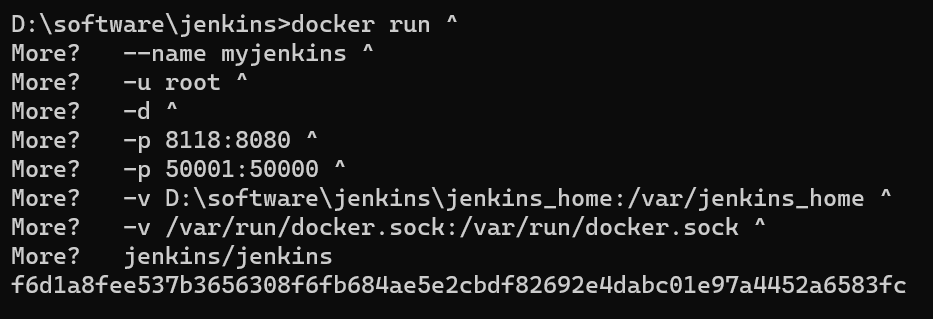 D:\software\jenkins>docker run ^
More?   --name myjenkins ^
More?   -u root ^
More?   -d ^
More?   -p 8118:8080 ^
More?   -p 50001:50000 ^
More?   -v D:\software\jenkins\jenkins_home:/var/jenkins_home ^
More?   -v /var/run/docker.sock:/var/run/docker.sock ^
More?   jenkins/jenkins
f6d1a8fee537b3656308f6fb684ae5e2cbdf82692e4dabc01e97a4452a6583fc